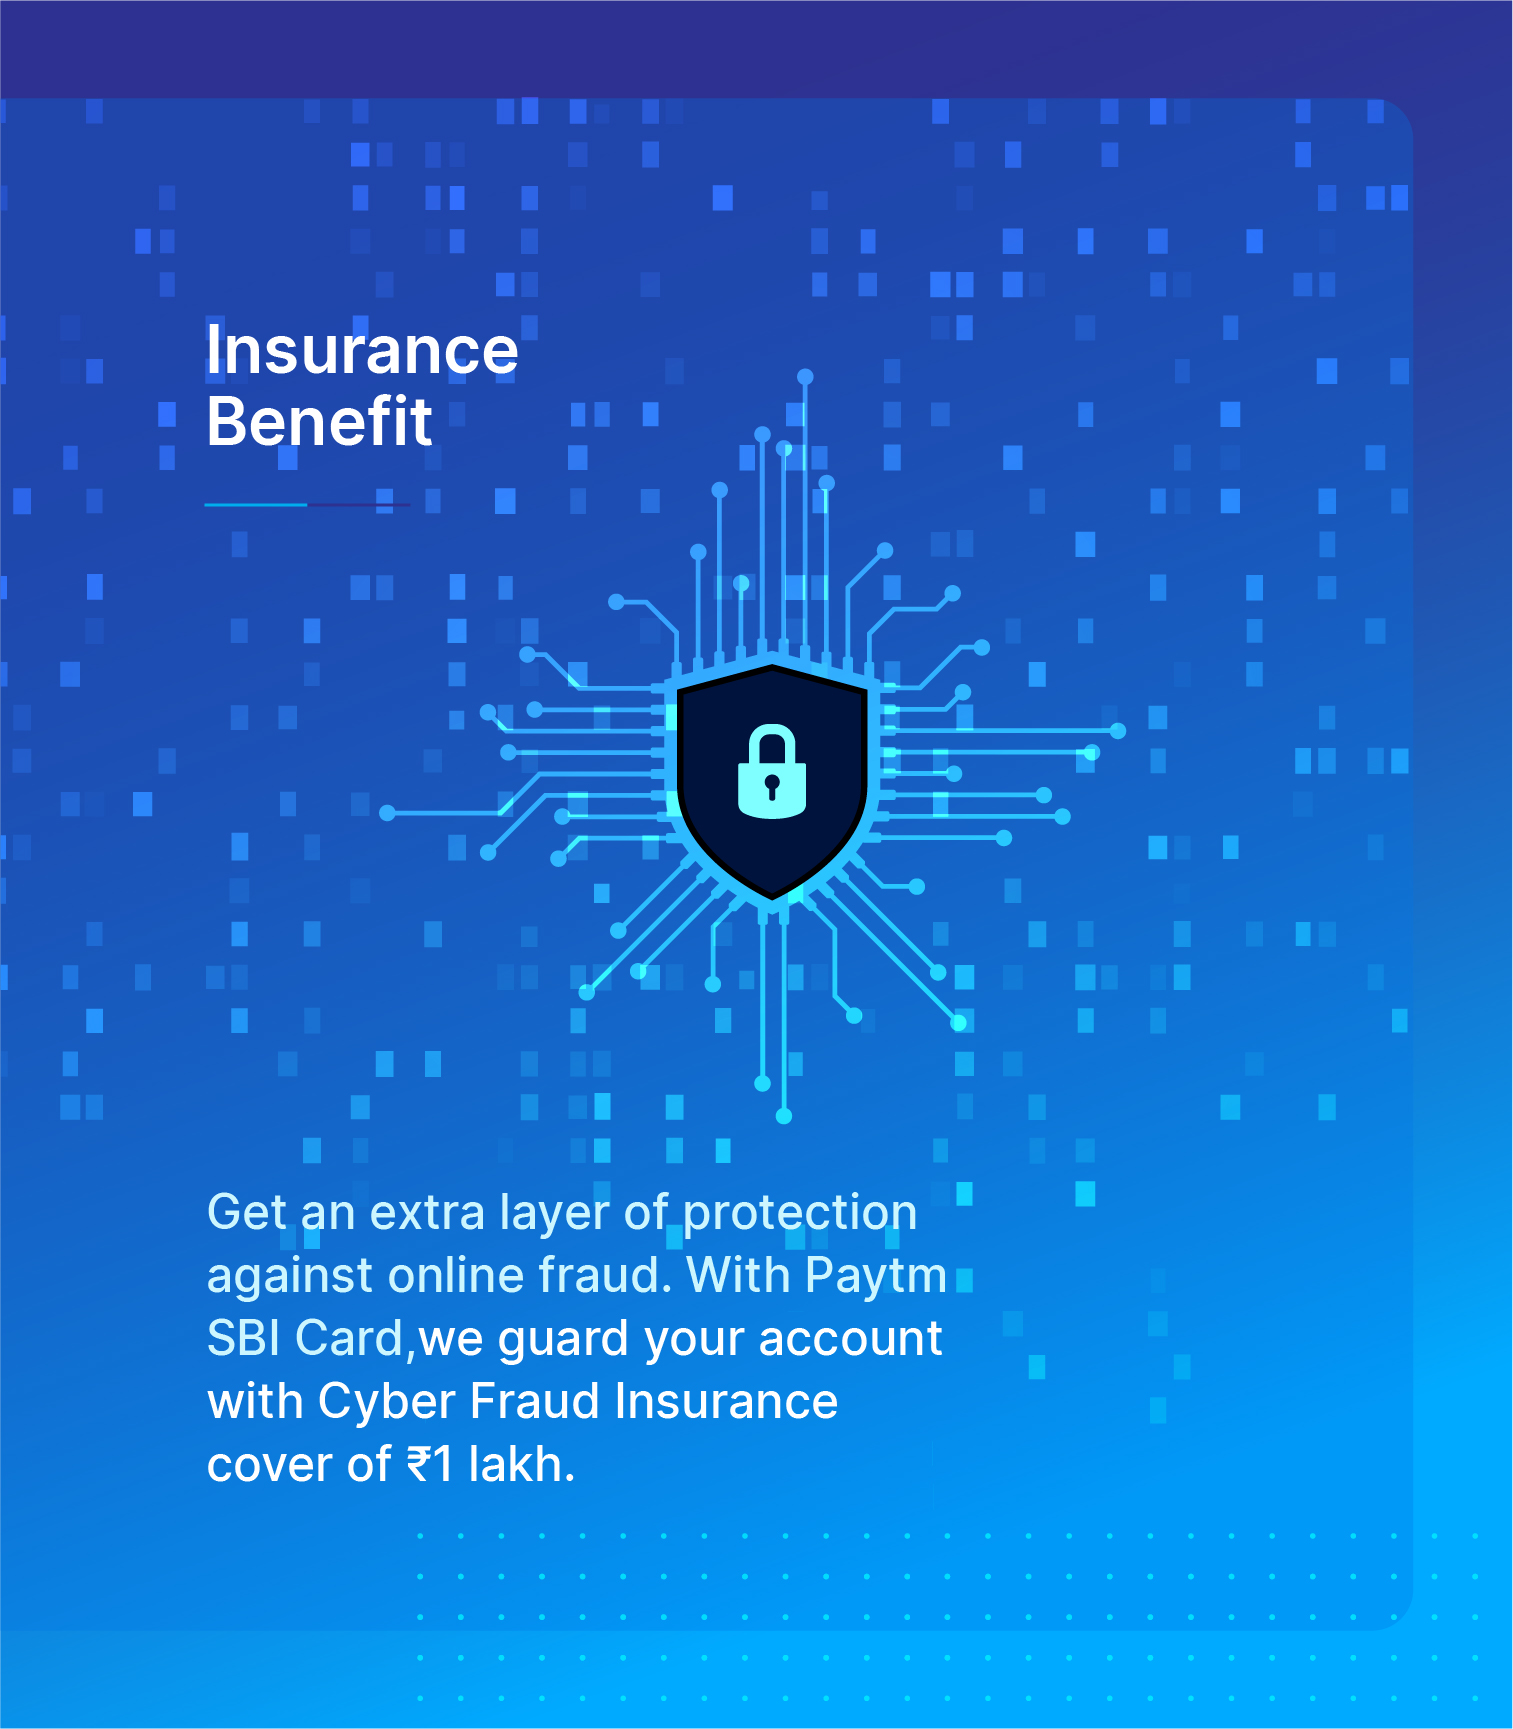 Insurance
Benefit
Get an extra layer of protection
against online fraud. With Paytm
SBI Card,we guard your account
with Cyber Fraud Insurance
cover of ₹1 lakh.